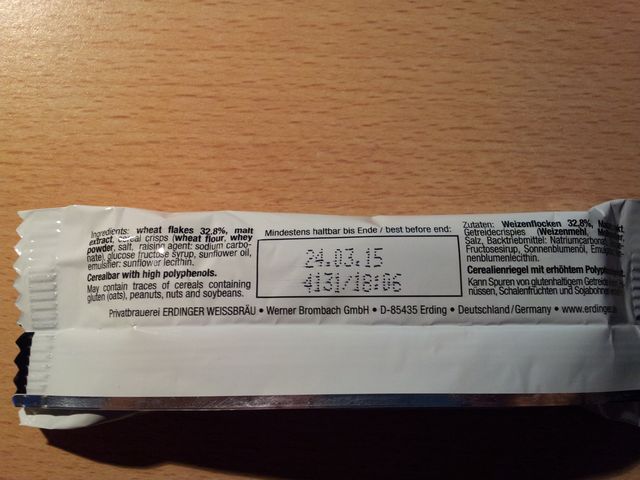 Ingredients: wheat flakes 32,8%, malt
extract, cereal crisps (wheat flour, whey
powder, salt, raising agent: sodium carbo-
nate), glucose fructose syrup, sunflower oil,
emulsifier: sunflower lecithin.
Cerealbar with high polyphenols.
May contain traces of cereals containing
gluten (oats), peanuts, nuts and soybeans.
Mindestens haltbar bis Ende / best before end:
24.03.15
4131/18:06
Zutaten: Weizenflocken 32,8%,
Getreidecrispies (Weizenmehl,
Salz, Backtriebmittel: Natriumcarbonat
Fructosesirup, Sonnenblumenöl,
nenblumenlecithin.
Cerealienriegel mit erhöhtem
Kann Spuren von glutenhaltigem
nüssen, Schalenfrüchten und
Privatbrauerei ERDINGER WEISSBRÄU • Werner Brombach GmbH • D-85435 Erding • Deutschland/Germany • www.erdinger.